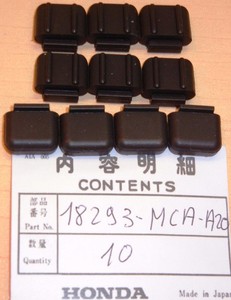 内容明細
CONTENTS
部品
番号
Part No.
18293-MCA-A20
数量
Quantity
10
HONDA
Made in Japan